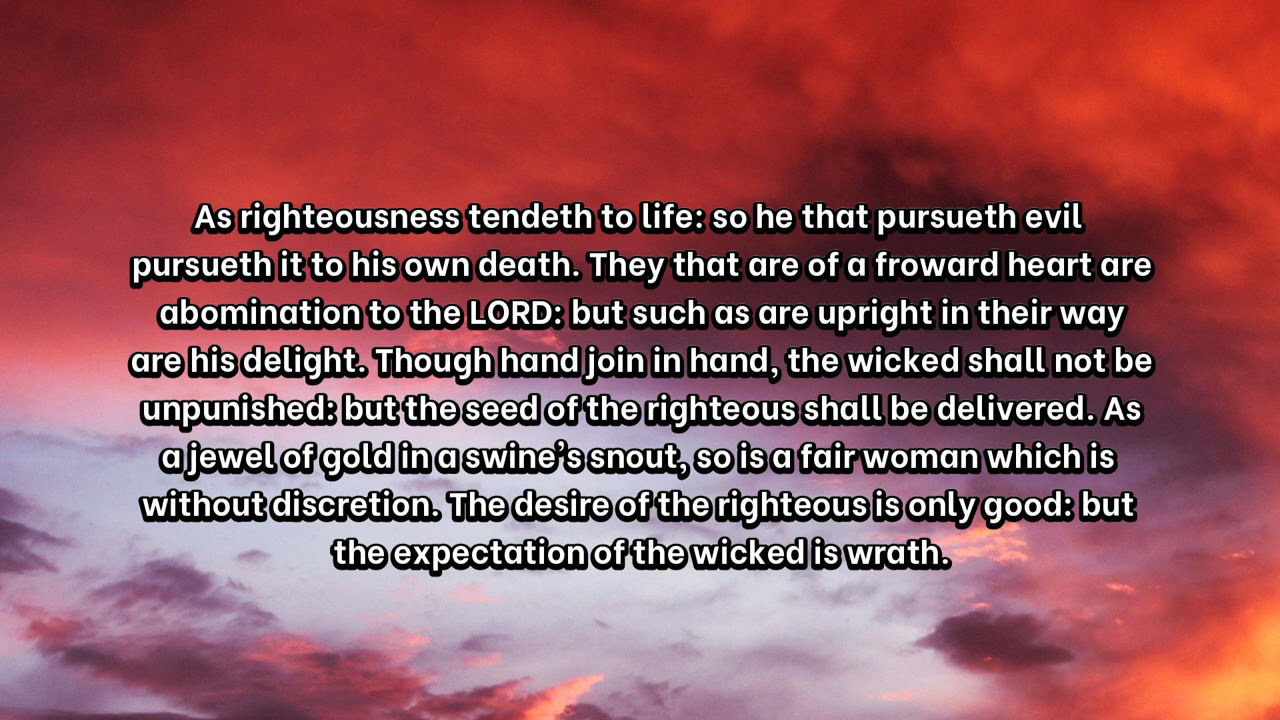 As righteousness tendeth to life: so he that pursueth evil
pursueth it to his own death. They that are of a froward heart are
abomination to the LORD: but such as are upright in their way
are his delight. Though hand join in hand, the wicked shall not be
unpunished: but the seed of the righteous shall be delivered. As
a jewel of gold in a swine’s snout, so is a fair woman which is
without discretion. The desire of the righteous is only good: but
the expectation of the wicked is wrath.